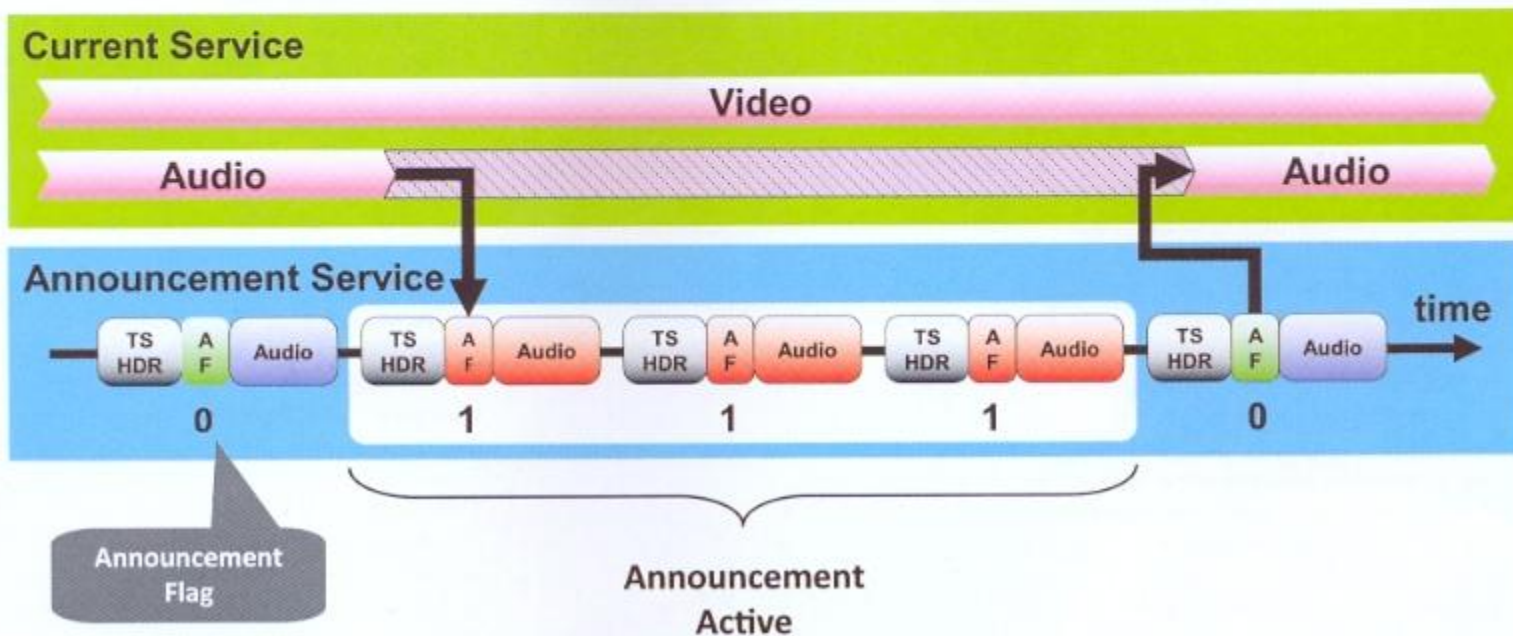 Current Service
Video
Audio
Audio
Announcement Service
time
TS
HDR
A
F
Audio
TS
HDR
A
F
Audio
TS
HDR
A
F
Audio
TS
HDR
A
F
Audio
TS
HDR
A
F
Audio
0
1
1
1
0
Announcement
Flag
Announcement
Active